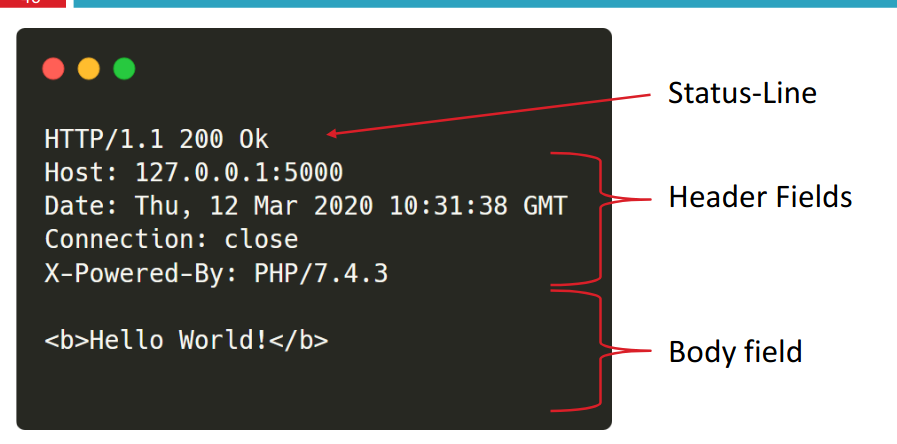 Status-Line
HTTP/1.1 200 Ok
Host: 127.0.0.1:5000
Date: Thu, 12 Mar 2020 10:31:38 GMT
Connection: close
X-Powered-By: PHP/7.4.3
Header Fields
<b>Hello World!</b>
Body field